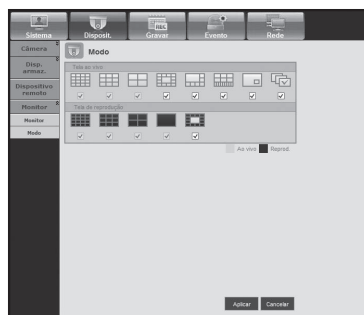 Sistema
Disposit.
Gravar
Evento
Rede
Câmera
Disp. armaz.
Dispositivo remoto
Monitor
Monitor
Modo
Modo
Tela ao vivo
Tela de reprodução
Ao vivo
Reprod.
Aplicar
Cancelar